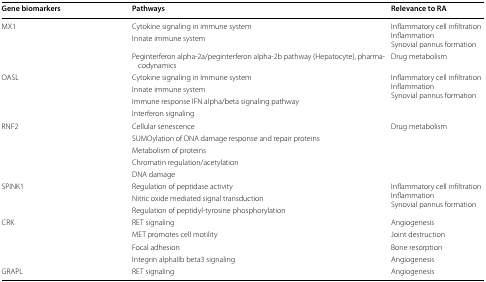 Gene biomarkers Pathways Relevance to RA
MX1 Cytokine signaling in immune system Inflammatory cell infiltration
Innate immune system Inflammation
Synovial pannus formation
Peginterferon alpha-2a/peginterferon alpha-2b pathway (Hepatocyte), pharma- Drug metabolism
codynamics
OASL Cytokine signaling in Immune system Inflammatory cell infiltration
Innate immune system Inflammation
Immune response IFN alpha/beta signaling pathway Synovial pannus formation
Interferon signaling
RNF2 Cellular senescence Drug metabolism
SUMOylation of DNA damage response and repair proteins
Metabolism of proteins
Chromatin regulation/acetylation
DNA damage
SPINK1 Regulation of peptidase activity Inflammatory cell infiltration
Nitric oxide mediated signal transduction Inflammation
Regulation of peptidyl-tyrosine phosphorylation Synovial pannus formation
CRK RET signaling Angiogenesis
MET promotes cell motility Joint destruction
Focal adhesion Bone resorption
Integrin alphaIIb beta3 signaling Angiogenesis
GRAPL RET signaling Angiogenesis